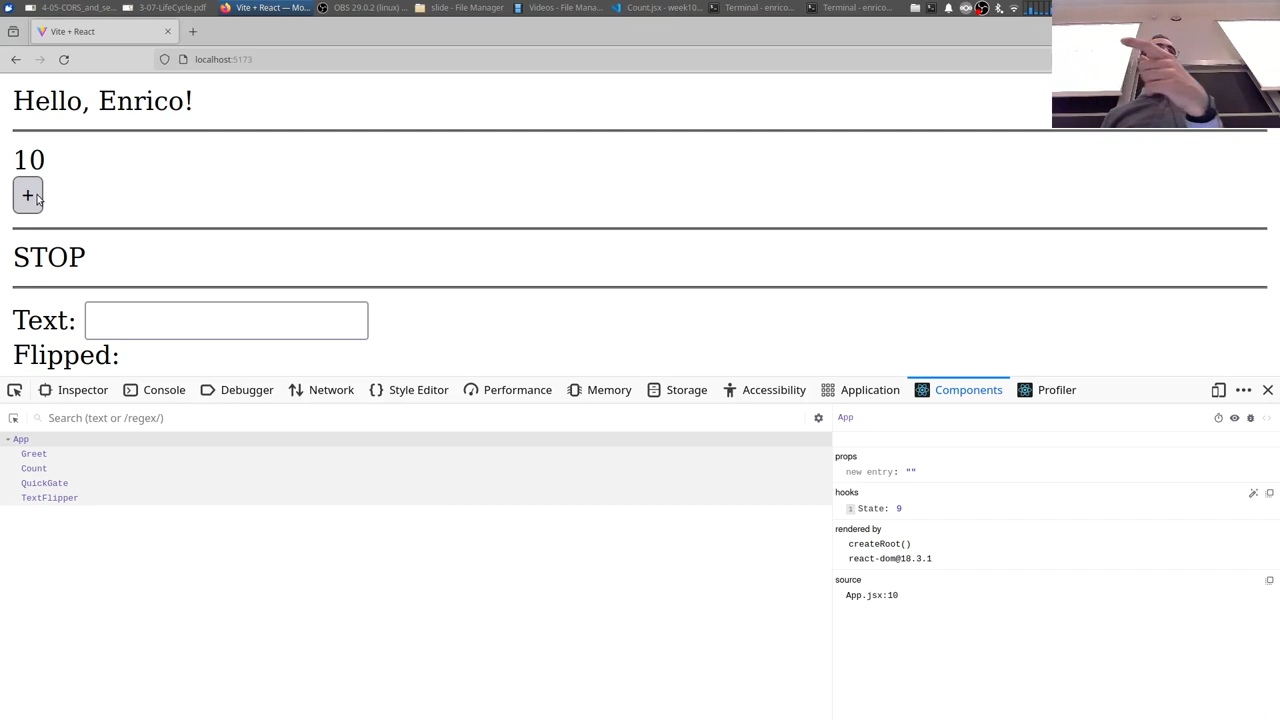 4-05-CORS_and_se... 3-07-LifeCycle.pdf Vite + React — Mo... OBS 29.0.2 (linux) ... slide - File Manager Videos - File Mana... Count.jsx - week10... Terminal - enrico... Terminal - enrico...
Vite + React
localhost:5173
Hello, Enrico!
10
+
STOP
Text:
Flipped:
Inspector Console Debugger Network Style Editor Performance Memory Storage Accessibility Application Components Profiler
Search (text or /regex/)
App
Greet
Count
QuickGate
TextFlipper
App
props
new entry: ""
hooks
1 State: 9
rendered by
createRoot()
react-dom@18.3.1
source
App.jsx:10